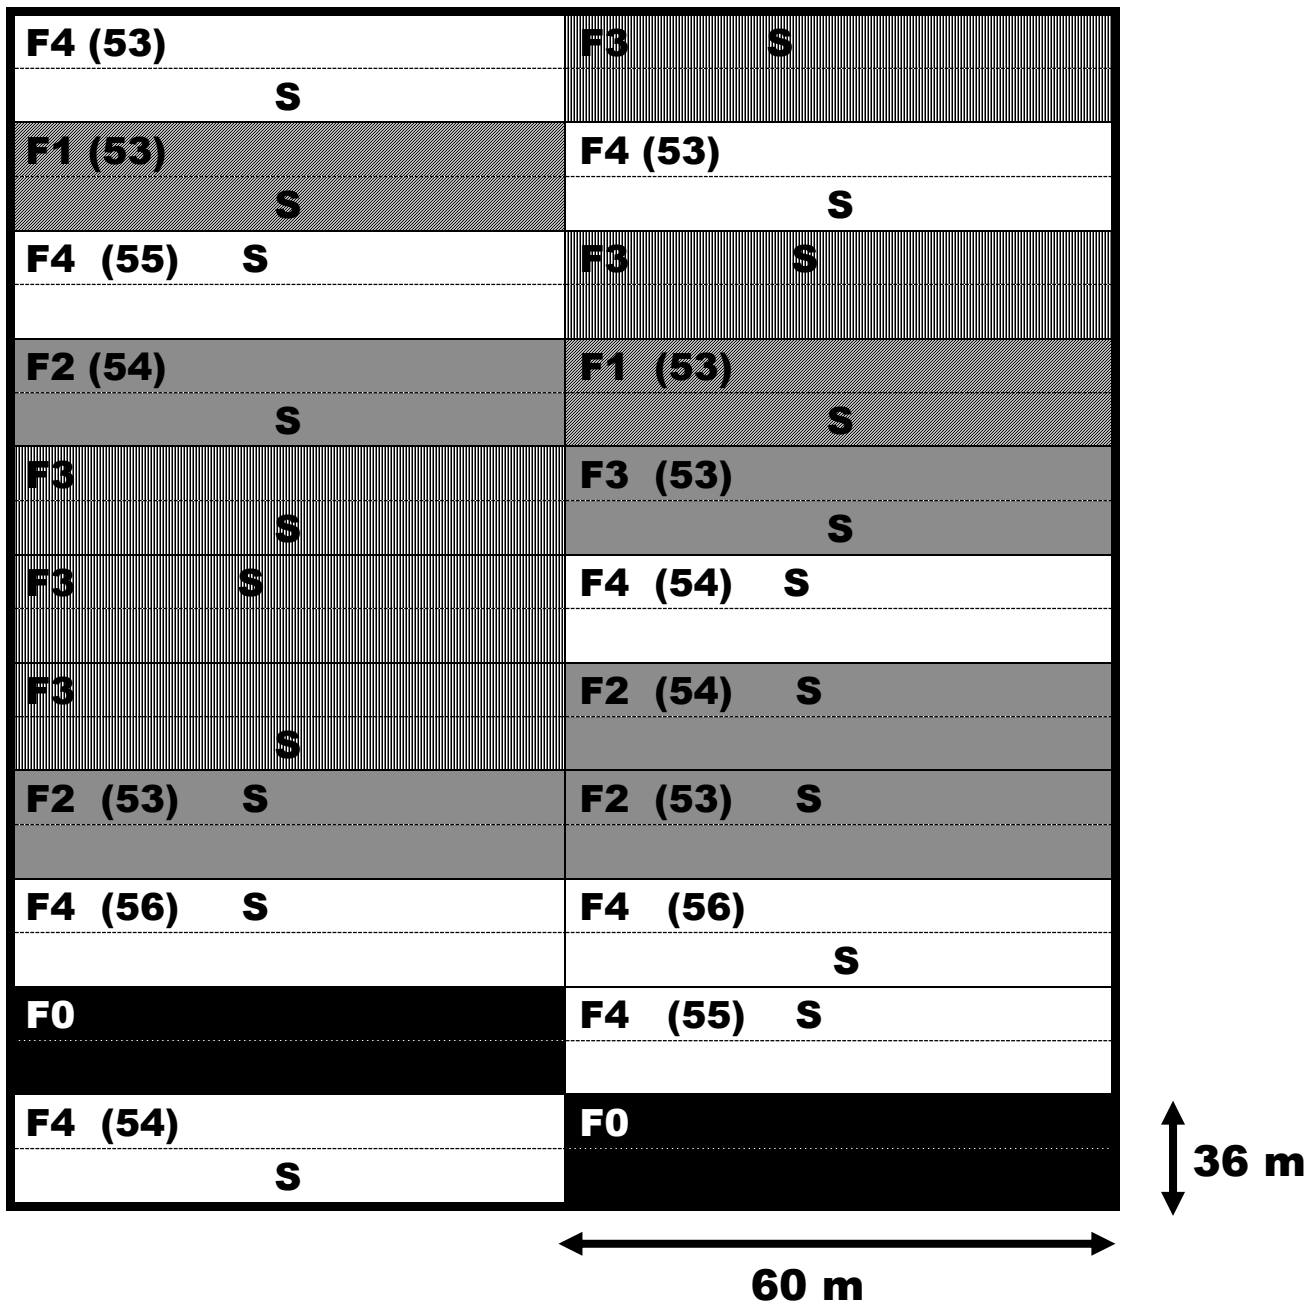 F4 (53)
S
F3 S
F1 (53)
S
F4 (53)
S
F4 (55) S
F3 S
F2 (54)
S
F1 (53)
S
F3
S
F3 (53)
S
F3 S
F4 (54) S
F3
S
F2 (54) S
F2 (53) S
F2 (53) S
F4 (56) S
F4 (56)
S
F0
F4 (55) S
F4 (54)
S
F0
36 m
60 m